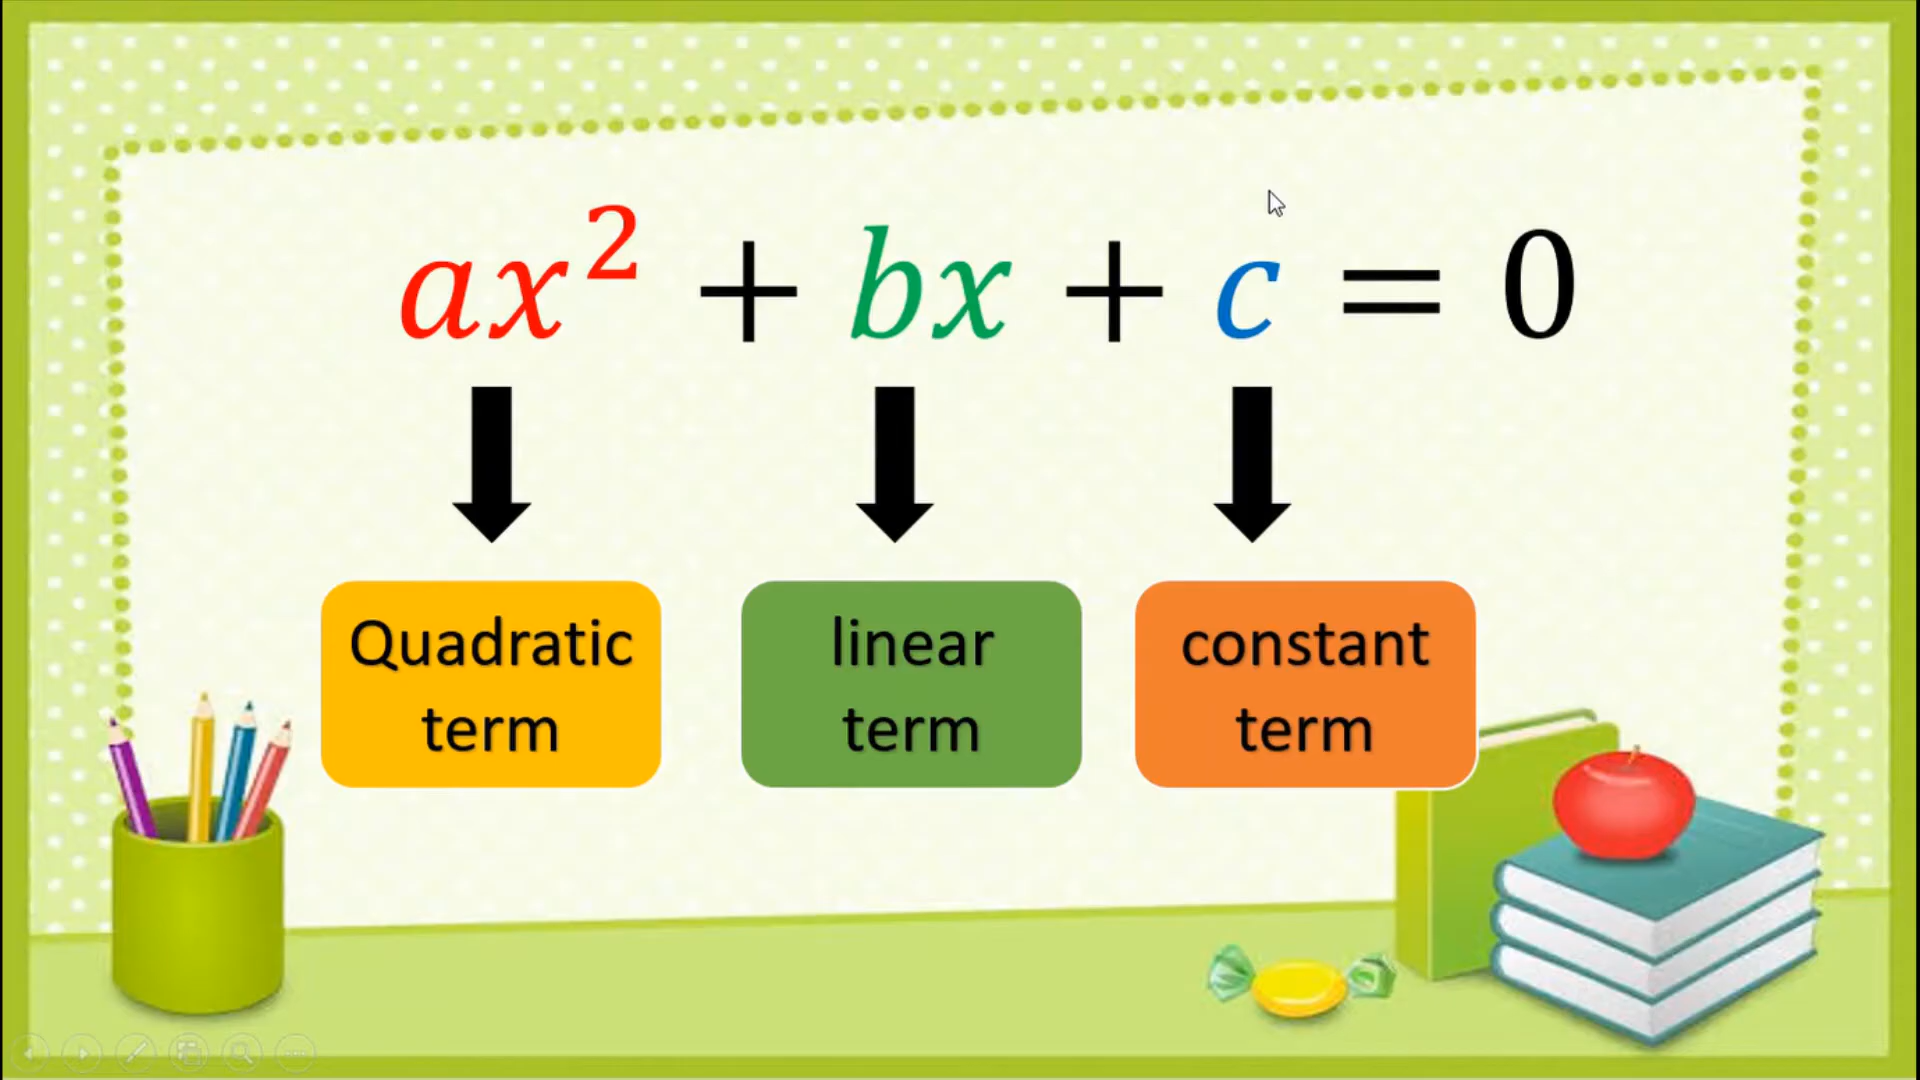 ax² + bx + c = 0
Quadratic
term
linear
term
constant
term